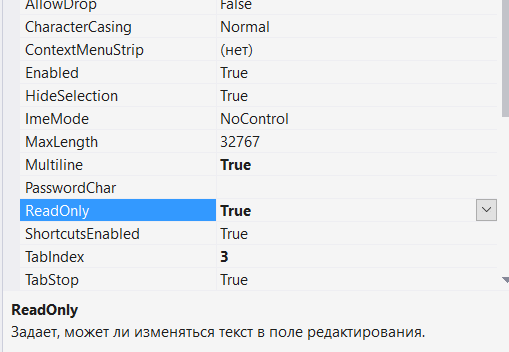 AllowDrop False
CharacterCasing Normal
ContextMenuStrip (нет)
Enabled True
HideSelection True
ImeMode NoControl
MaxLength 32767
Multiline True
PasswordChar
ReadOnly True
ShortcutsEnabled True
TabIndex 3
TabStop True
ReadOnly
Задает, может ли изменяться текст в поле редактирования.